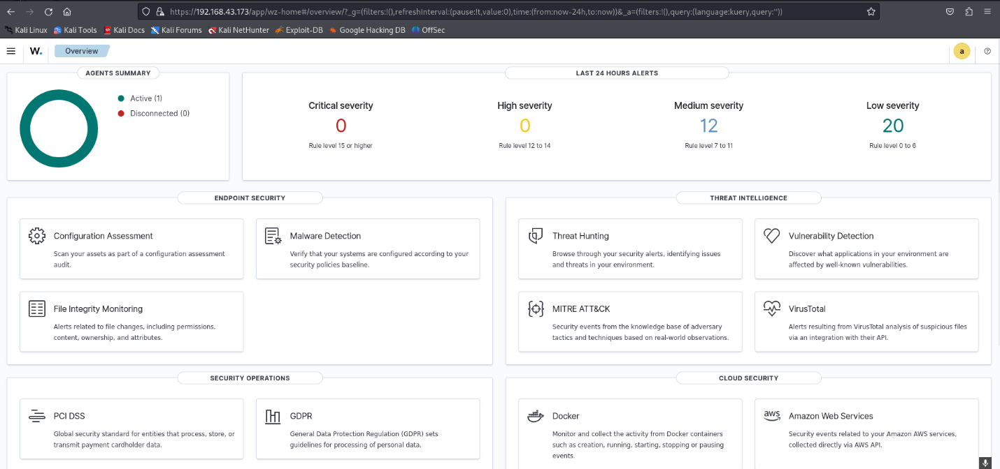 https://192.168.43.173/app/wz-home#/overview/?_g=(filters:!(),refreshInterval:(pause:!t,value:0),time:(from:now-24h,to:now))&_a=(filters:!(),query:(language:kuery,query:''))
Kali Linux Kali Tools Kali Docs Kali Forums Kali NetHunter Exploit-DB Google Hacking DB OffSec
W. Overview a
AGENTS SUMMARY
Active (1)
Disconnected (0)
LAST 24 HOURS ALERTS
Critical severity
0
Rule level 15 or higher
High severity
0
Rule level 12 to 14
Medium severity
12
Rule level 7 to 11
Low severity
20
Rule level 0 to 6
ENDPOINT SECURITY
Configuration Assessment
Scan your assets as part of a configuration assessment
audit.
Malware Detection
Verify that your systems are configured according to your
security policies baseline.
File Integrity Monitoring
Alerts related to file changes, including permissions,
content, ownership, and attributes.
THREAT INTELLIGENCE
Threat Hunting
Browse through your security alerts, identifying issues
and threats in your environment.
Vulnerability Detection
Discover what applications in your environment are
affected by well-known vulnerabilities.
MITRE ATT&CK
Security events from the knowledge base of adversary
tactics and techniques based on real-world observations.
VirusTotal
Alerts resulting from VirusTotal analysis of suspicious files
via an integration with their API.
SECURITY OPERATIONS
PCI DSS
Global security standard for entities that process, store, or
transmit payment cardholder data.
GDPR
General Data Protection Regulation (GDPR) sets
guidelines for processing of personal data.
CLOUD SECURITY
Docker
Monitor and collect the activity from Docker containers
such as creation, running, starting, stopping or pausing
events.
aws
Amazon Web Services
Security events related to your Amazon AWS services,
collected directly via AWS API.